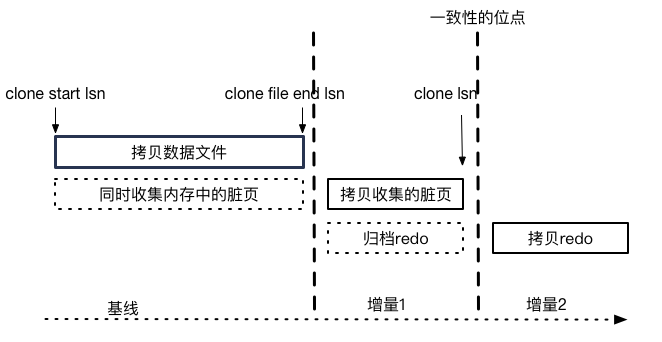 一致性的位点
clone start lsn
clone file end lsn
clone lsn
拷贝数据文件
同时收集内存中的脏页
拷贝收集的脏页
归档redo
拷贝redo
基线
增量1
增量2